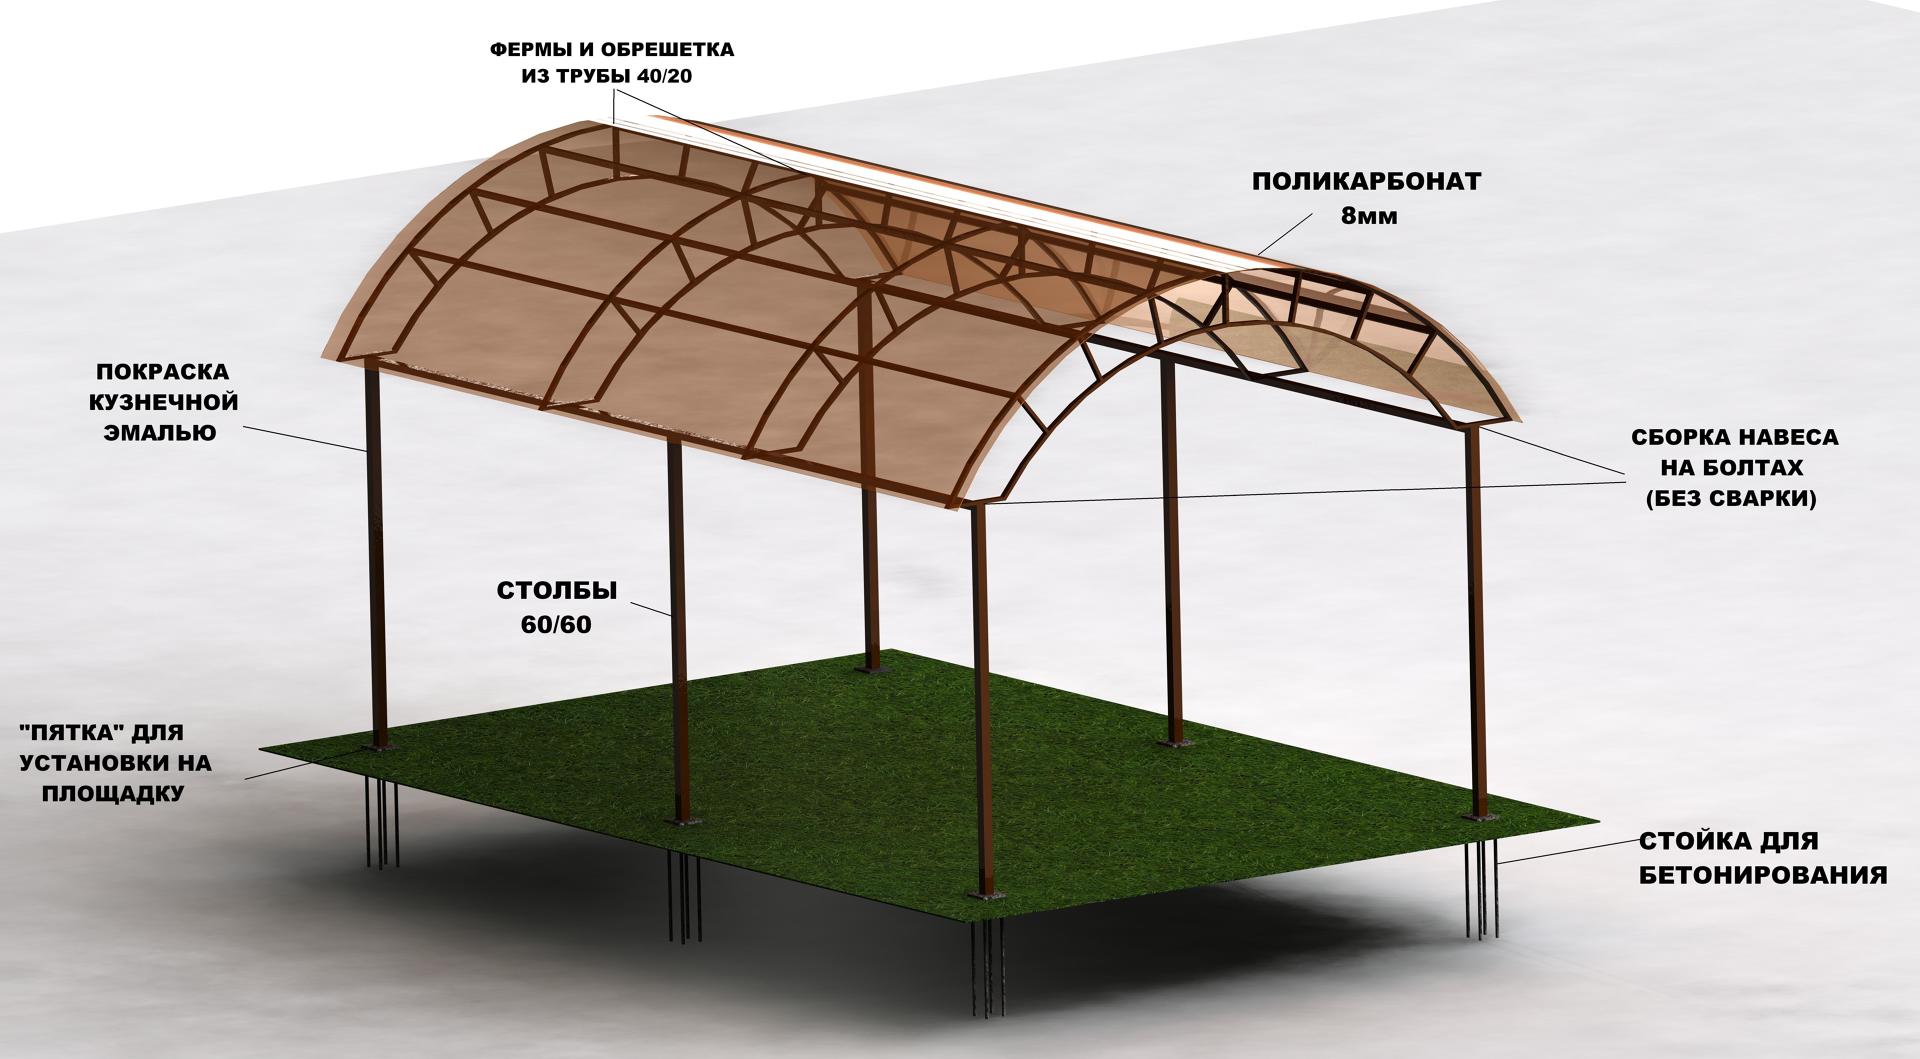 ФЕРМЫ И ОБРЕШЕТКА
ИЗ ТРУБЫ 40/20
ПОЛИКАРБОНАТ
8мм
ПОКРАСКА
КУЗНЕЧНОЙ
ЭМАЛЬЮ
СБОРКА НАВЕСА
НА БОЛТАХ
(БЕЗ СВАРКИ)
СТОЛБЫ
60/60
"ПЯТКА" ДЛЯ
УСТАНОВКИ НА
ПЛОЩАДКУ
СТОЙКА ДЛЯ
БЕТОНИРОВАНИЯ